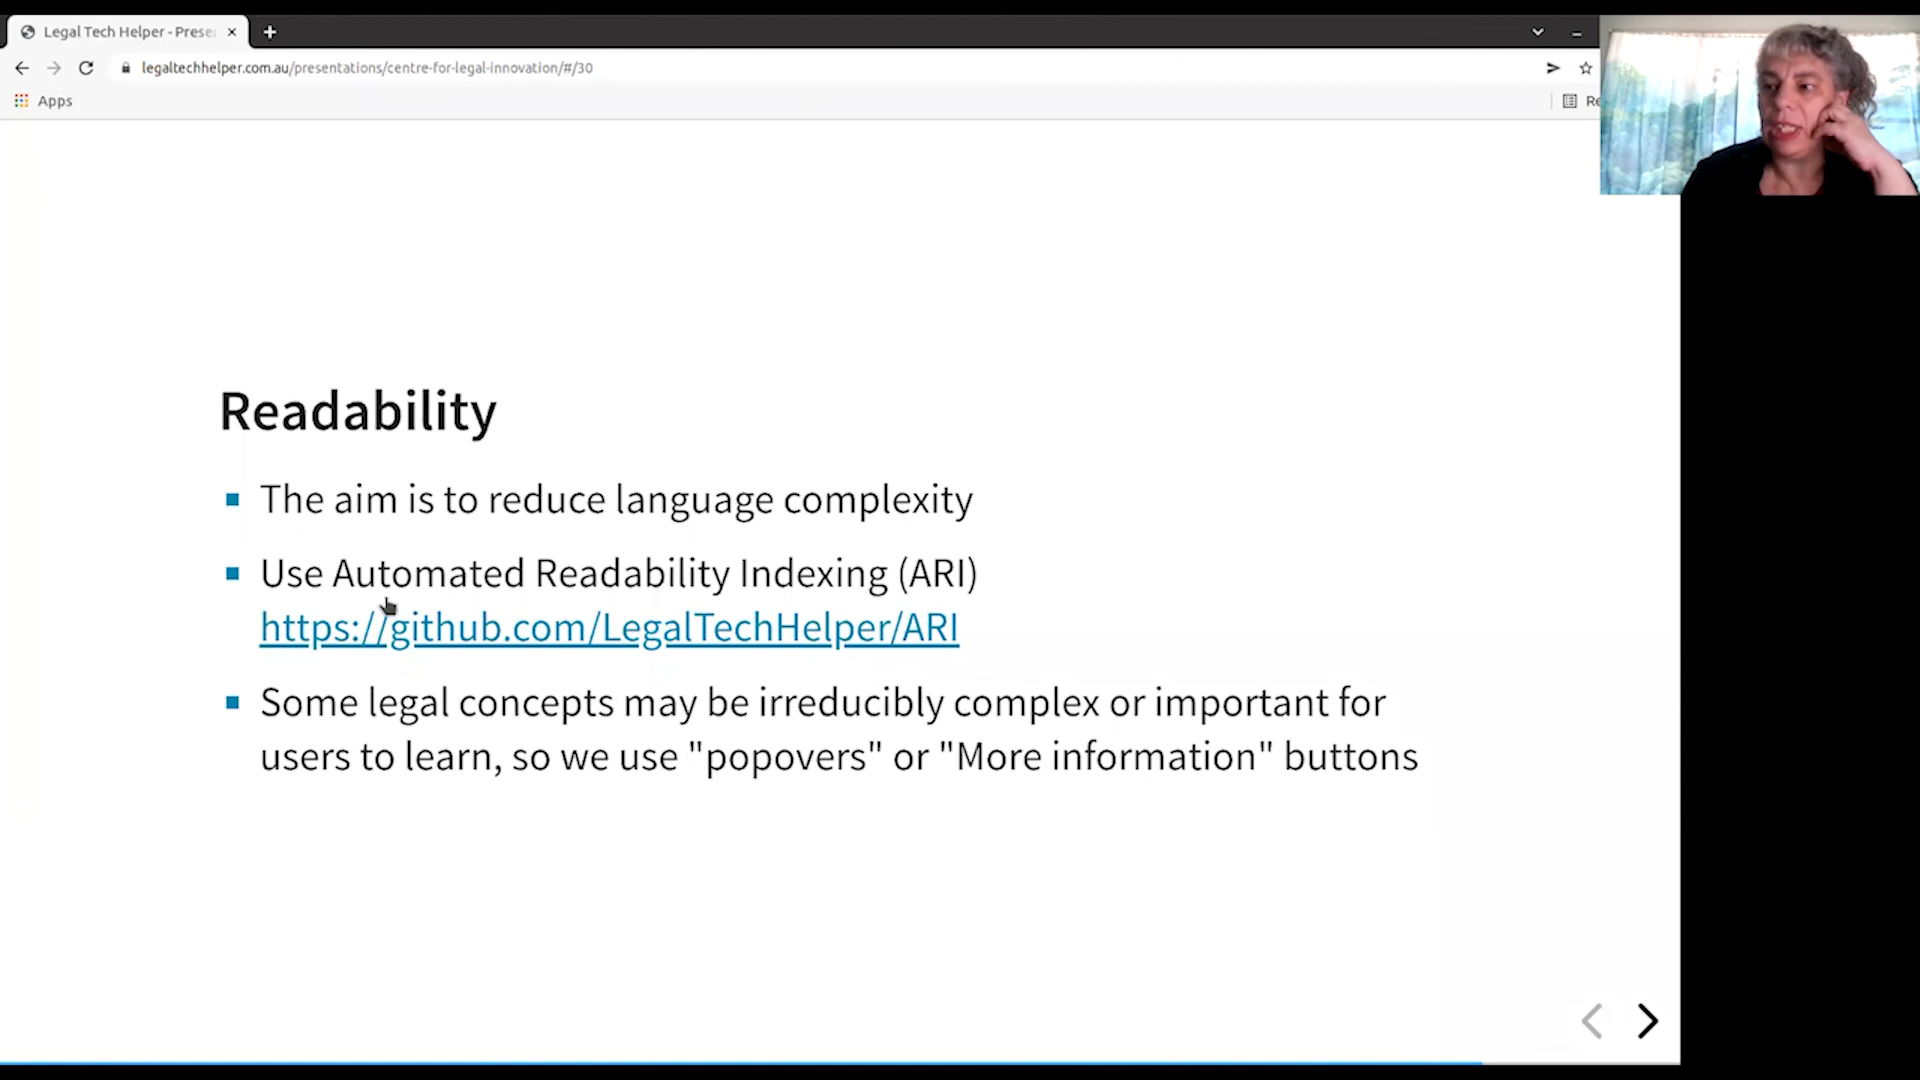 Legal Tech Helper - Prese
legaltechhelper.com.au/presentations/centre-for-legal-innovation/#/30
Apps
Re
Readability
The aim is to reduce language complexity
Use Automated Readability Indexing (ARI)
https://github.com/LegalTechHelper/ARI
Some legal concepts may be irreducibly complex or important for
users to learn, so we use "popovers" or "More information" buttons